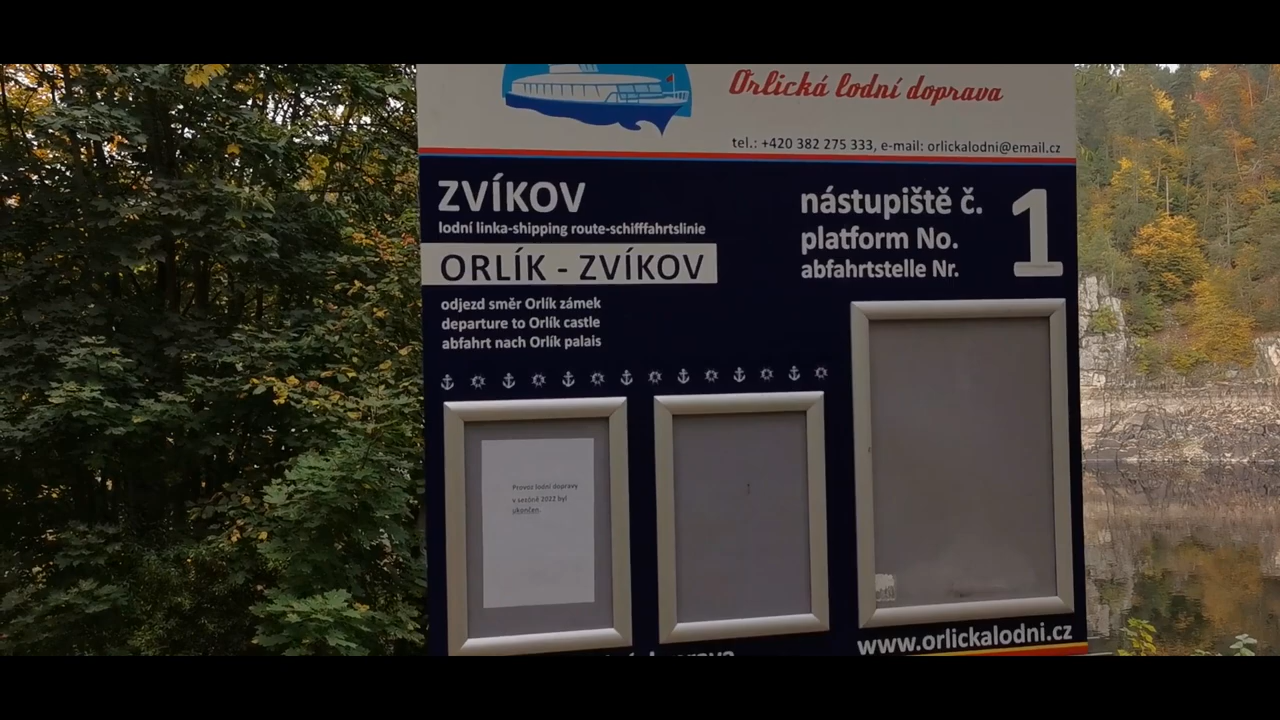 Orlická lodní doprava
tel.: +420 382 275 333, e-mail: orlickalodni@email.cz
ZVÍKOV
lodní linka-shipping route-schifffahrtslinie
ORLÍK - ZVÍKOV
odjezd směr Orlík zámek
departure to Orlík castle
abfahrt nach Orlík palais
nástupiště č.
platform No.
abfahrtstelle Nr.
1
Provoz lodní dopravy
v sezóně 2022 byl
ukončen.
www.orlickalodni.cz